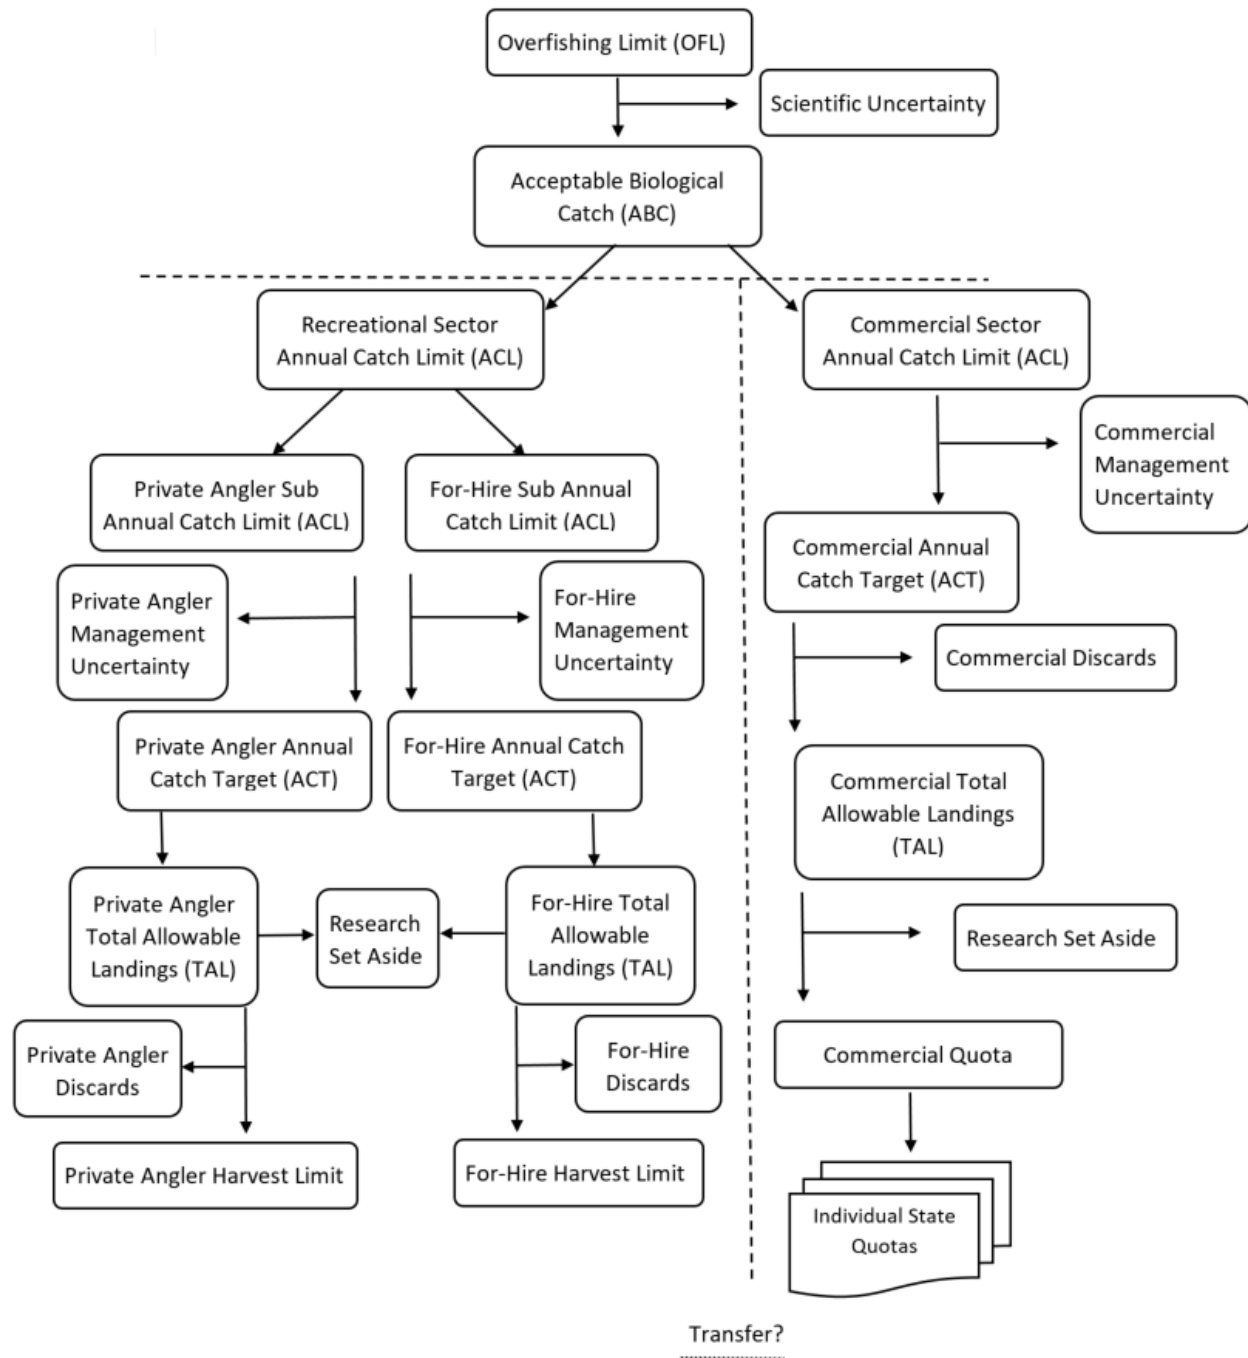 Overfishing Limit (OFL)
Scientific Uncertainty
Acceptable Biological
Catch (ABC)
Recreational Sector
Annual Catch Limit (ACL)
Commercial Sector
Annual Catch Limit (ACL)
Commercial
Management
Uncertainty
Private Angler Sub
Annual Catch Limit (ACL)
For-Hire Sub Annual
Catch Limit (ACL)
Commercial Annual
Catch Target (ACT)
Private Angler
Management
Uncertainty
For-Hire
Management
Uncertainty
Commercial Discards
Private Angler Annual
Catch Target (ACT)
For-Hire Annual Catch
Target (ACT)
Commercial Total
Allowable Landings
(TAL)
Private Angler
Total Allowable
Landings (TAL)
Research
Set Aside
For-Hire Total
Allowable
Landings (TAL)
Research Set Aside
Private Angler
Discards
For-Hire
Discards
Commercial Quota
Private Angler Harvest Limit
For-Hire Harvest Limit
Individual State
Quotas
Transfer?